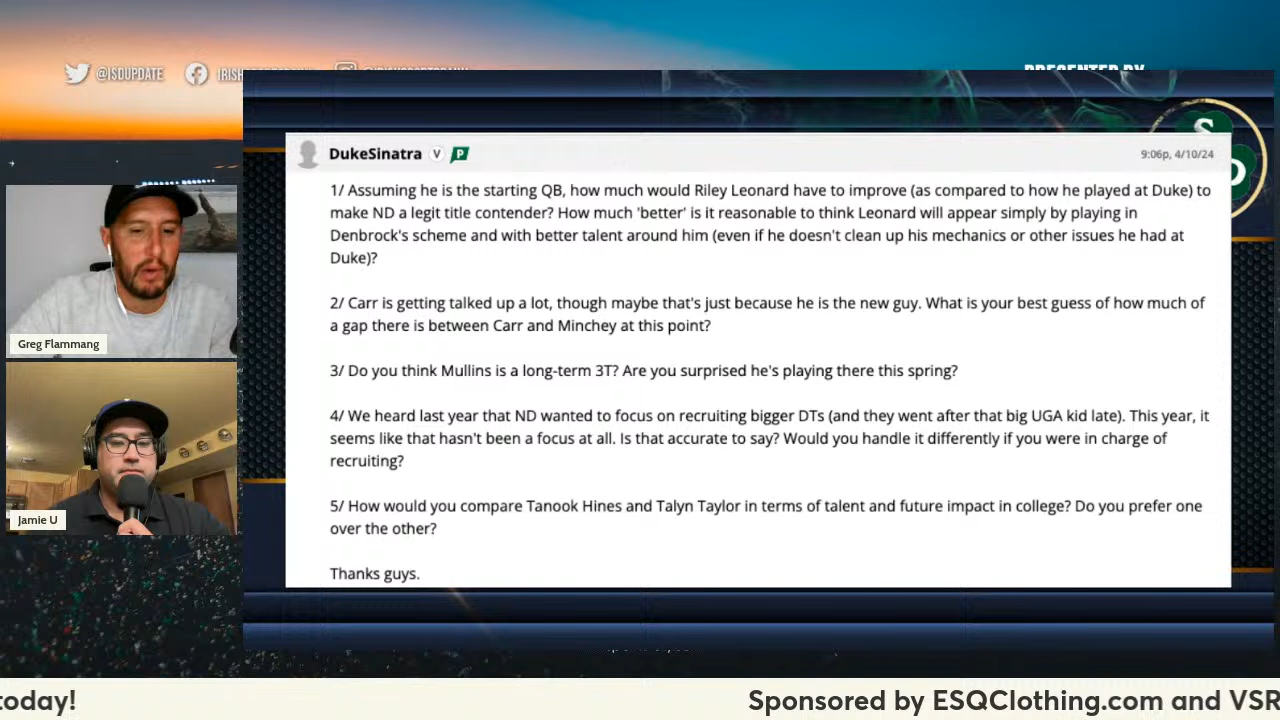 @ISDUPDATE
IRISH
PRESENTED BY
S
D
DukeSinatra V P
9:06p, 4/10/24
1/ Assuming he is the starting QB, how much would Riley Leonard have to improve (as compared to how he played at Duke) to
make ND a legit title contender? How much 'better' is it reasonable to think Leonard will appear simply by playing in
Denbrock's scheme and with better talent around him (even if he doesn't clean up his mechanics or other issues he had at
Duke)?
2/ Carr is getting talked up a lot, though maybe that's just because he is the new guy. What is your best guess of how much of
a gap there is between Carr and Minchey at this point?
3/ Do you think Mullins is a long-term 3T? Are you surprised he's playing there this spring?
4/ We heard last year that ND wanted to focus on recruiting bigger DTs (and they went after that big UGA kid late). This year, it
seems like that hasn't been a focus at all. Is that accurate to say? Would you handle it differently if you were in charge of
recruiting?
5/ How would you compare Tanook Hines and Talyn Taylor in terms of talent and future impact in college? Do you prefer one
over the other?
Thanks guys.
Greg Flammang
Jamie U
today!
Sponsored by ESQClothing.com and VSR